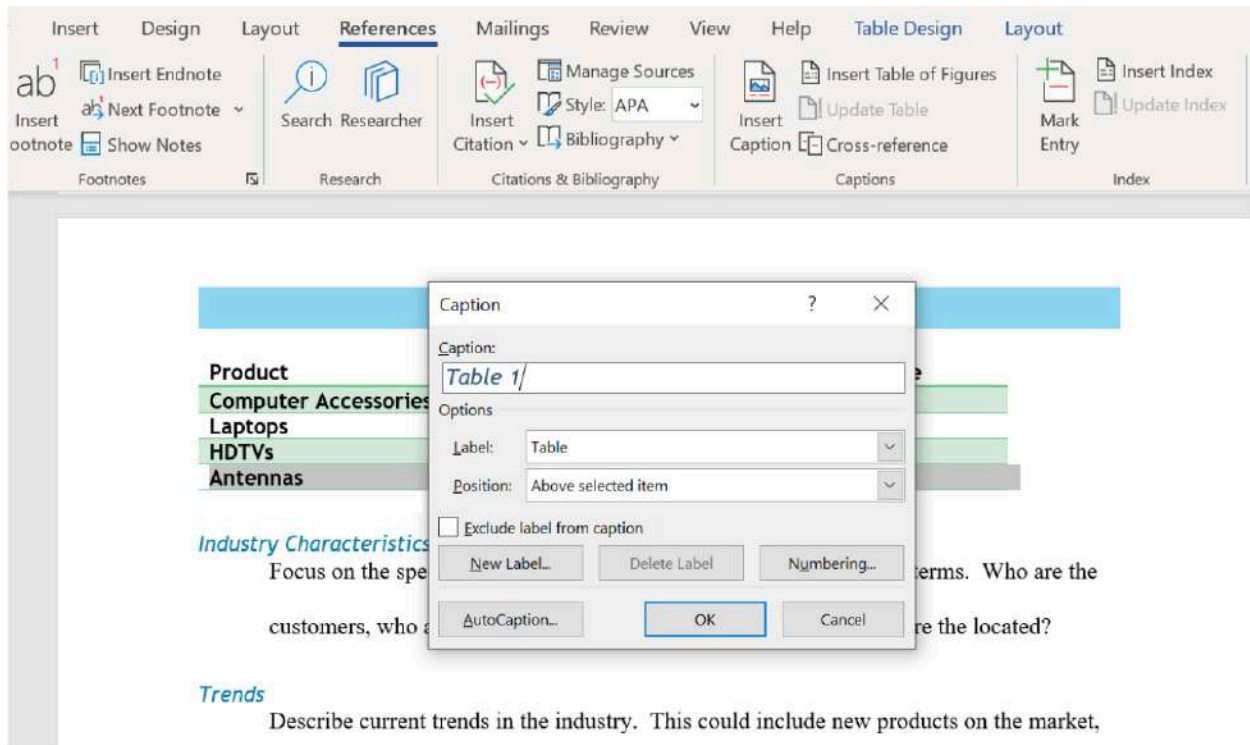 Insert Design Layout References Mailings Review View Help Table Design Layout
ab1 Insert Endnote
ab Next Footnote
Insert
ootnote Show Notes
Footnotes
Search Researcher
Research
Insert
Citation
Manage Sources
Style: APA
Bibliography
Citations & Bibliography
Insert
Caption
Insert Table of Figures
Update Table
Cross-reference
Captions
Mark
Entry
Insert Index
Update Index
Index
Caption ?
Caption:
Table 1
Options
Label: Table
Position: Above selected item
Exclude label from caption
New Label... Delete Label Numbering...
AutoCaption... OK Cancel
Product e
Computer Accessories
Laptops
HDTVs
Antennas
Industry Characteristics
Focus on the spe terms. Who are the
customers, who a re the located?
Trends
Describe current trends in the industry. This could include new products on the market,